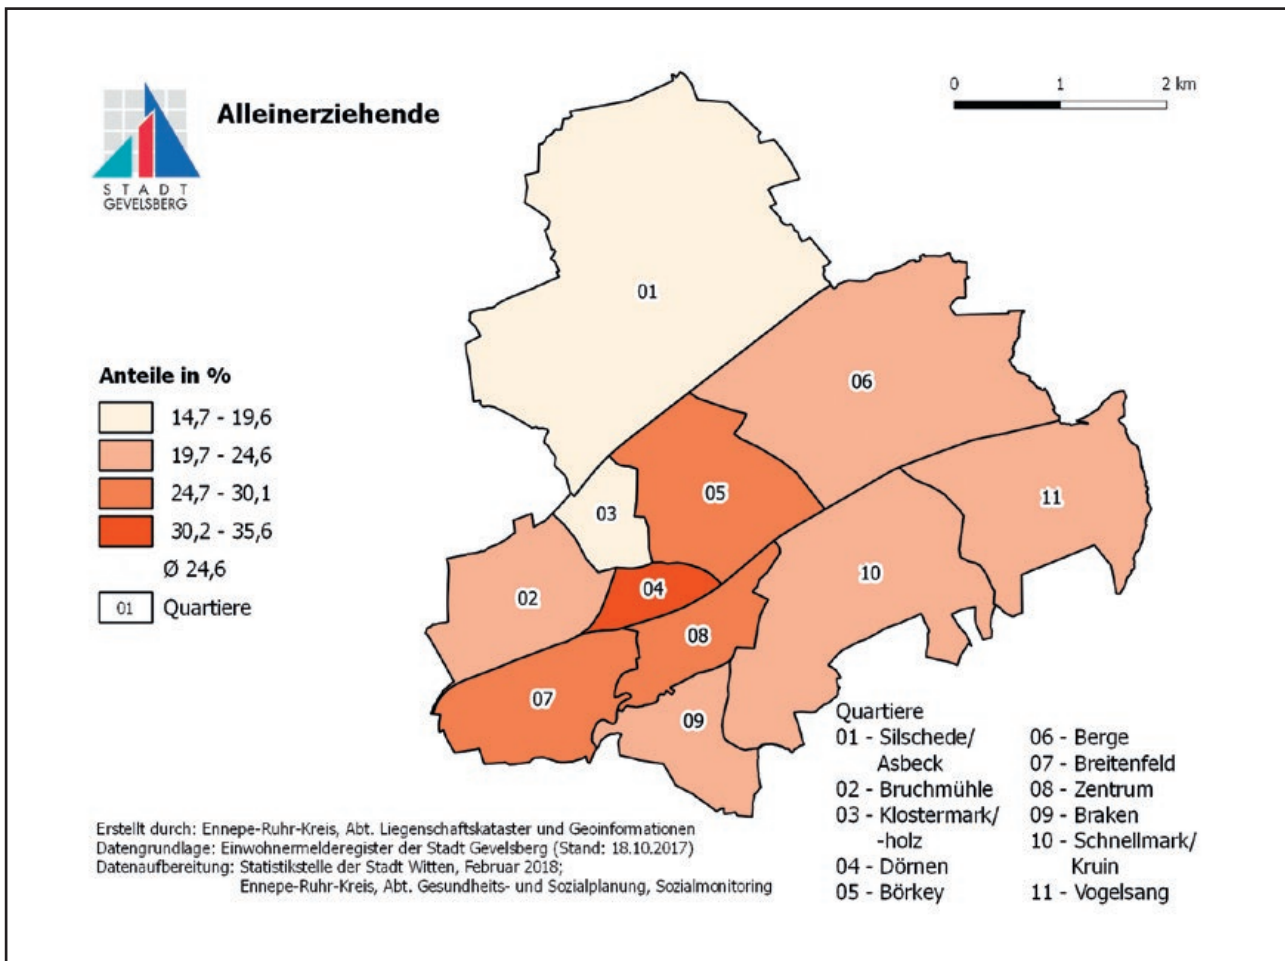 Alleinerziehende
STADT
GEVELSBERG
0 1 2 km
Anteile in %
14,7 - 19,6
19,7 - 24,6
24,7 - 30,1
30,2 - 35,6
Ø 24,6
01 Quartiere
01
06
05
11
03
10
04
02
08
07
09
Quartiere
01 - Silschede/
Asbeck
02 - Bruchmühle
03 - Klostermark/
-holz
04 - Dörnen
05 - Börkey
06 - Berge
07 - Breitenfeld
08 - Zentrum
09 - Braken
10 - Schnellmark/
Kruin
11 - Vogelsang
Erstellt durch: Ennepe-Ruhr-Kreis, Abt. Liegenschaftskataster und Geoinformationen
Datengrundlage: Einwohnermelderegister der Stadt Gevelsberg (Stand: 18.10.2017)
Datenaufbereitung: Statistikstelle der Stadt Witten, Februar 2018;
Ennepe-Ruhr-Kreis, Abt. Gesundheits- und Sozialplanung, Sozialmonitoring